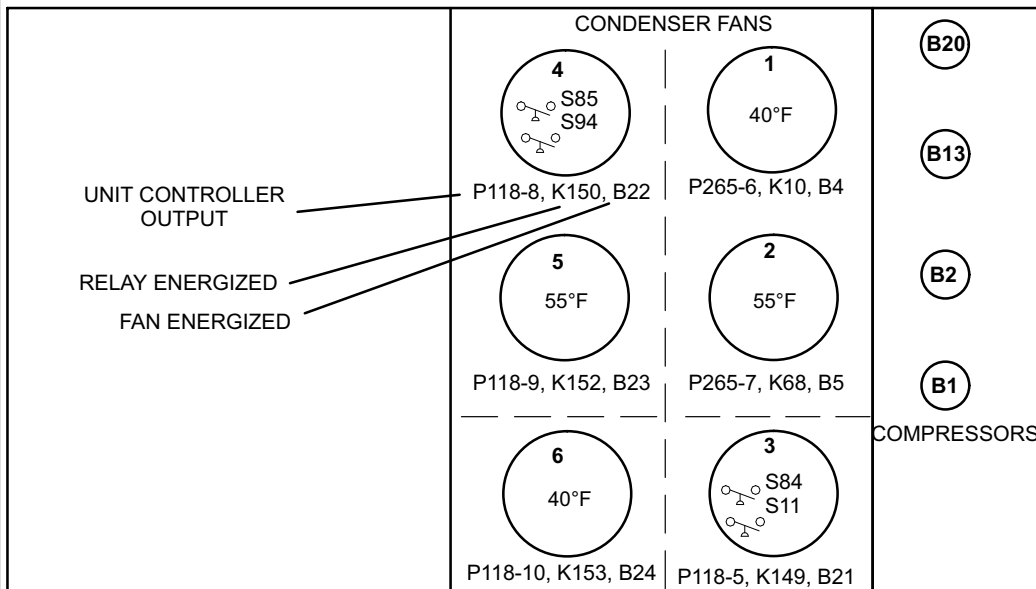 CONDENSER FANS
4
S85
S94
P118-8, K150, B22
1
40°F
P265-6, K10, B4
UNIT CONTROLLER
OUTPUT
RELAY ENERGIZED
FAN ENERGIZED
5
55°F
P118-9, K152, B23
2
55°F
P265-7, K68, B5
6
40°F
P118-10, K153, B24
3
S84
S11
P118-5, K149, B21
B20
B13
B2
B1
COMPRESSORS